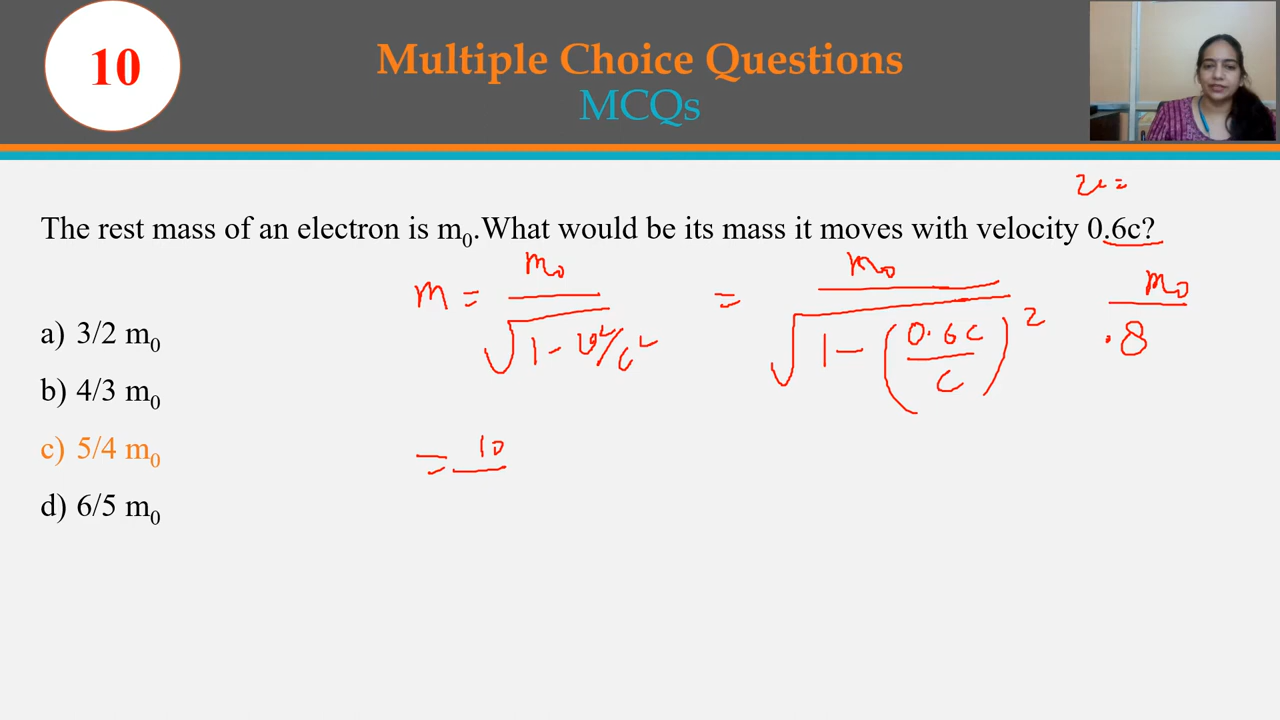 10
Multiple Choice Questions
MCQs
u =
The rest mass of an electron is m₀.What would be its mass it moves with velocity 0.6c?
m = m₀ / √(1 - v²/c²) = m₀ / √(1 - (0.6c / c)²) m₀ / .8
a) 3/2 m₀
b) 4/3 m₀
c) 5/4 m₀
= 10
d) 6/5 m₀